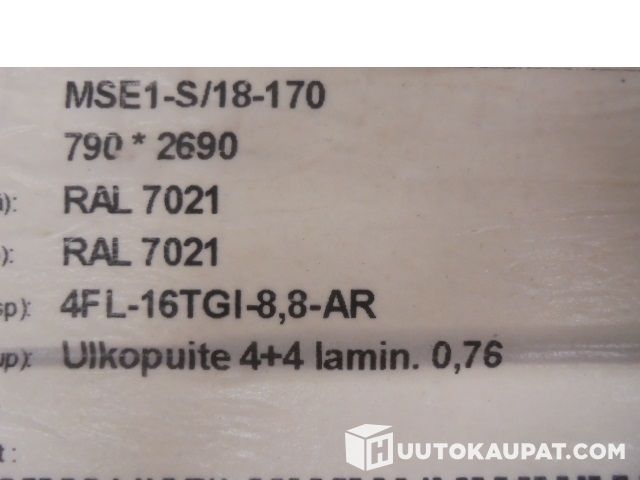 MSE1-S/18-170
790 * 2690
): RAL 7021
): RAL 7021
sp): 4FL-16TGI-8,8-AR
up): Ulkopuite 4+4 lamin. 0,76
t :
HUUTOKAUPAT.COM